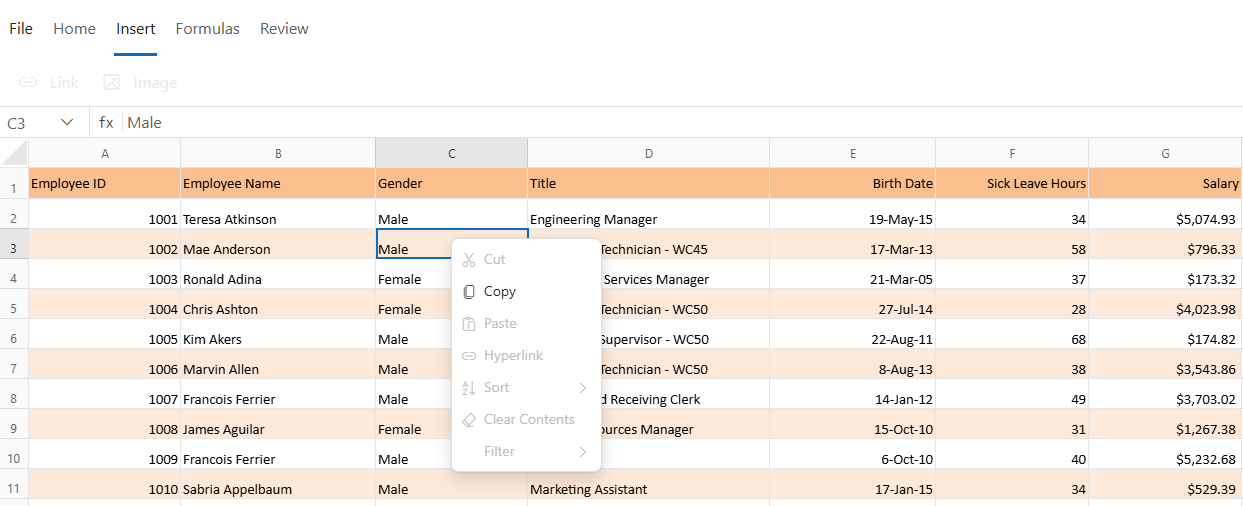 File Home Insert Formulas Review
Link Image
C3 fx Male
A B C D E F G
1 Employee ID Employee Name Gender Title Birth Date Sick Leave Hours Salary
2 1001 Teresa Atkinson Male Engineering Manager 19-May-15 34 $5,074.93
3 1002 Mae Anderson Male Technician - WC45 17-Mar-13 58 $796.33
Cut
4 1003 Ronald Adina Female Services Manager 21-Mar-05 37 $173.32
Copy
5 1004 Chris Ashton Female Technician - WC50 27-Jul-14 28 $4,023.98
Paste
6 1005 Kim Akers Male Supervisor - WC50 22-Aug-11 68 $174.82
Hyperlink
7 1006 Marvin Allen Male Technician - WC50 8-Aug-13 38 $3,543.86
Sort
8 1007 Francois Ferrier Male Receiving Clerk 14-Jan-12 49 $3,703.02
Clear Contents
9 1008 James Aguilar Female Manager 15-Oct-10 31 $1,267.38
Filter
10 1009 Francois Ferrier Male 6-Oct-10 40 $5,232.68
11 1010 Sabria Appelbaum Male Marketing Assistant 17-Jan-15 34 $529.39